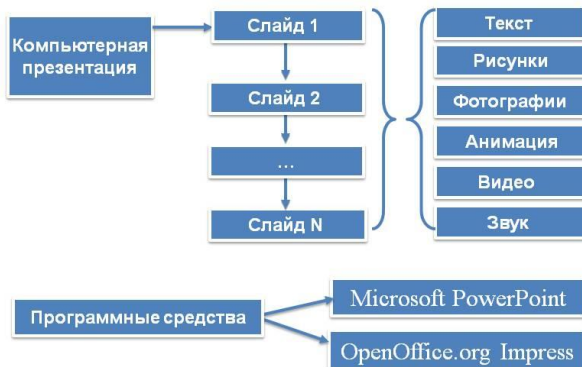 Компьютерная
презентация
Слайд 1
Слайд 2
...
Слайд N
Текст
Рисунки
Фотографии
Анимация
Видео
Звук
Программные средства
Microsoft PowerPoint
OpenOffice.org Impress